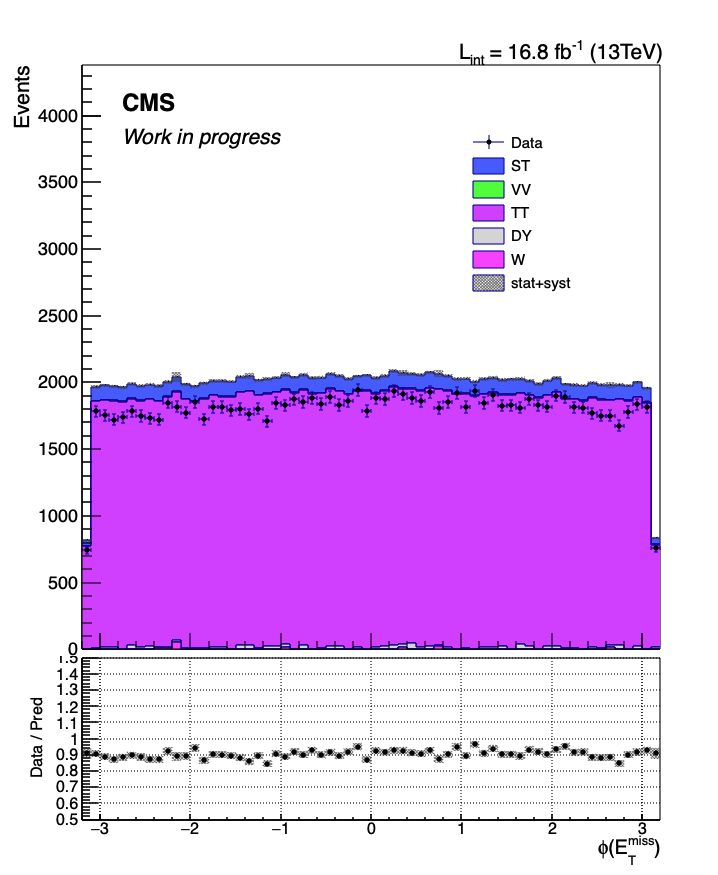 L_int = 16.8 fb⁻¹ (13TeV)
Events
CMS
Work in progress
Data
ST
VV
TT
DY
W
stat+syst
4000
3500
3000
2500
2000
1500
1000
500
0
Data / Pred
1.5
1.4
1.3
1.2
1.1
1
0.9
0.8
0.7
0.6
0.5
−3 −2 −1 0 1 2 3
ϕ(E_T^miss)